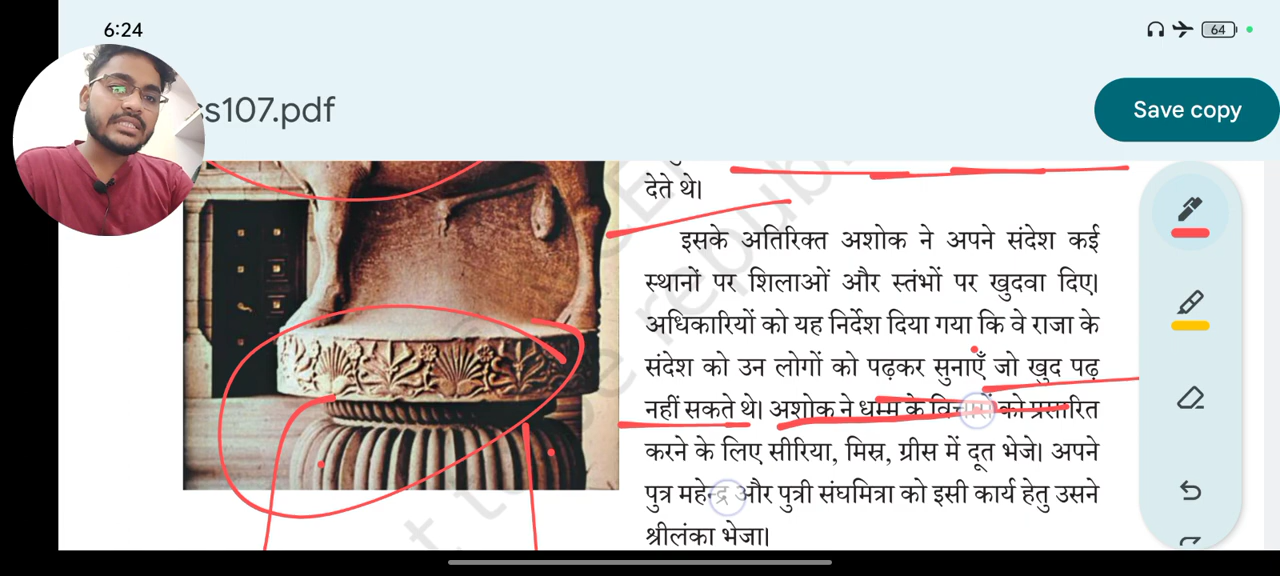 6:24
64
ss107.pdf
Save copy
देते थे।
इसके अतिरिक्त अशोक ने अपने संदेश कई
स्थानों पर शिलाओं और स्तंभों पर खुदवा दिए।
अधिकारियों को यह निर्देश दिया गया कि वे राजा के
संदेश को उन लोगों को पढ़कर सुनाएँ जो खुद पढ़
नहीं सकते थे। अशोक ने धम्म के विचारों को प्रसारित
करने के लिए सीरिया, मिस्र, ग्रीस में दूत भेजे। अपने
पुत्र महेन्द्र और पुत्री संघमित्रा को इसी कार्य हेतु उसने
श्रीलंका भेजा।